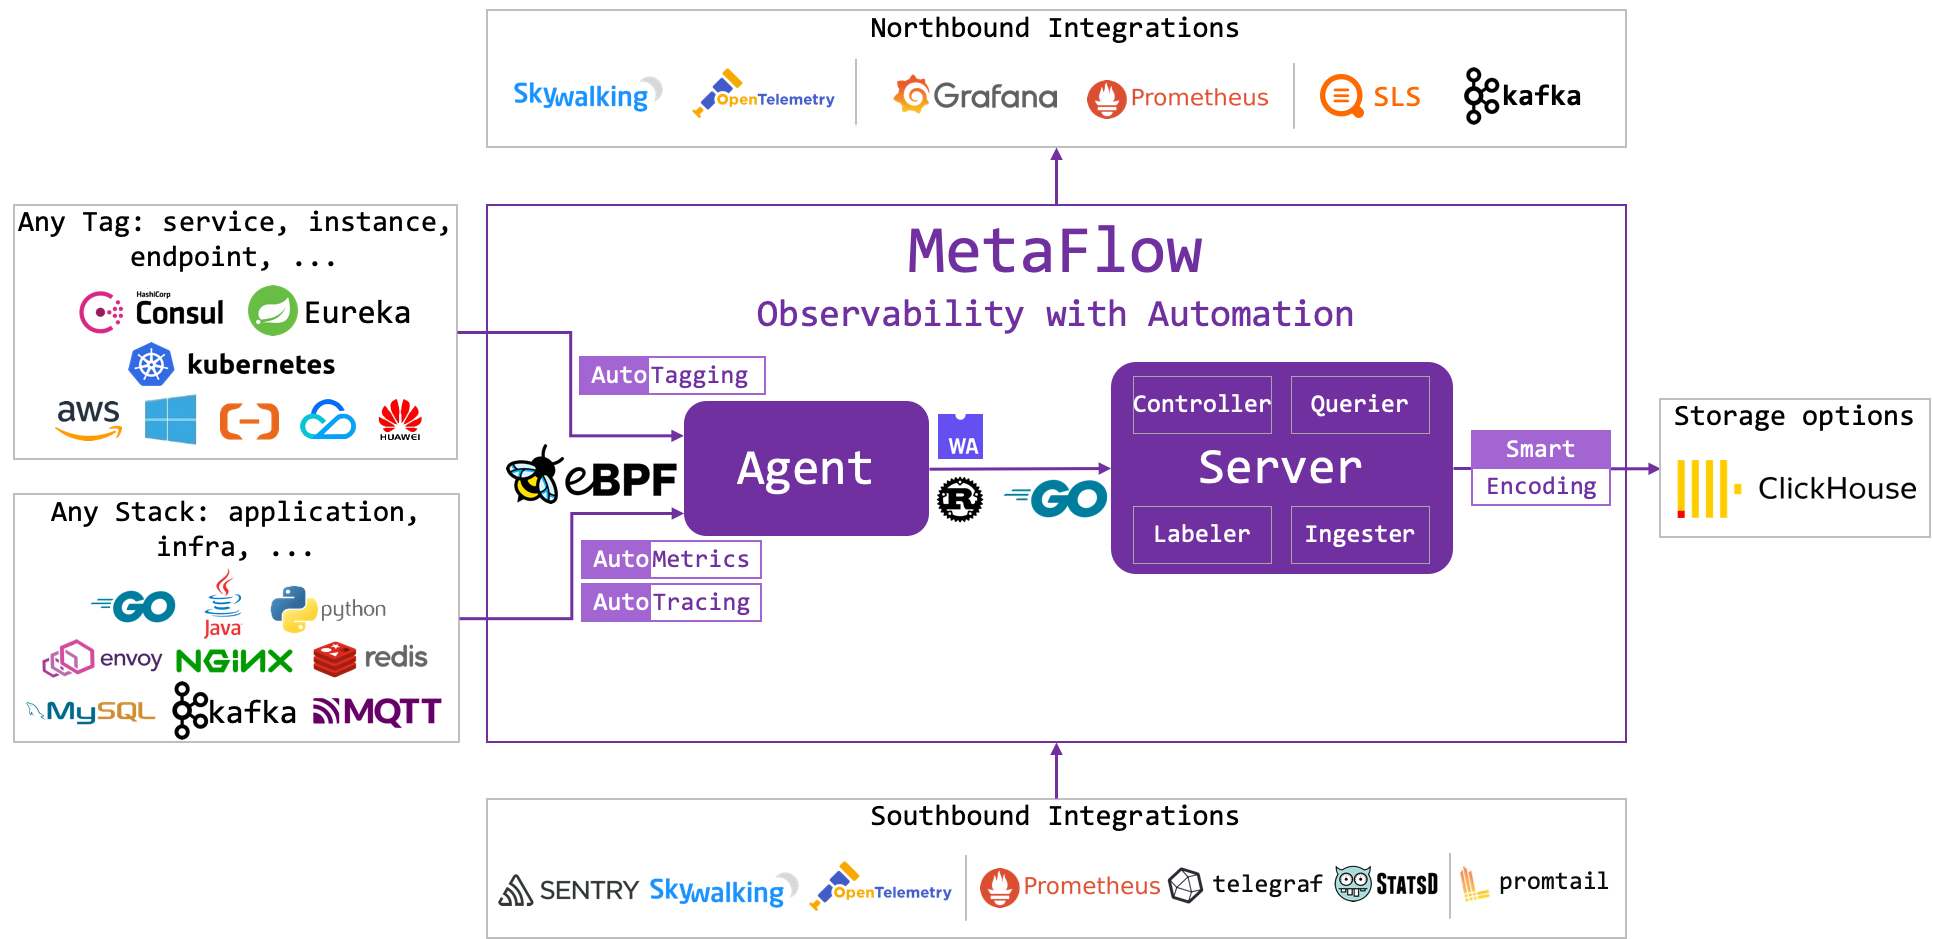 Northbound Integrations
Skywalking
OpenTelemetry
Grafana
Prometheus
SLS
kafka
Any Tag: service, instance,
endpoint, ...
HashiCorp
Consul
Eureka
kubernetes
aws
HUAWEI
Any Stack: application,
infra, ...
GO
Java
python
envoy
NGINX
redis
MySQL
kafka
MQTT
MetaFlow
Observability with Automation
AutoTagging
eBPF
Agent
AutoMetrics
AutoTracing
WA
R
GO
Controller
Querier
Server
Labeler
Ingester
Smart
Encoding
Storage options
ClickHouse
Southbound Integrations
SENTRY
Skywalking
OpenTelemetry
Prometheus
telegraf
STATSD
promtail